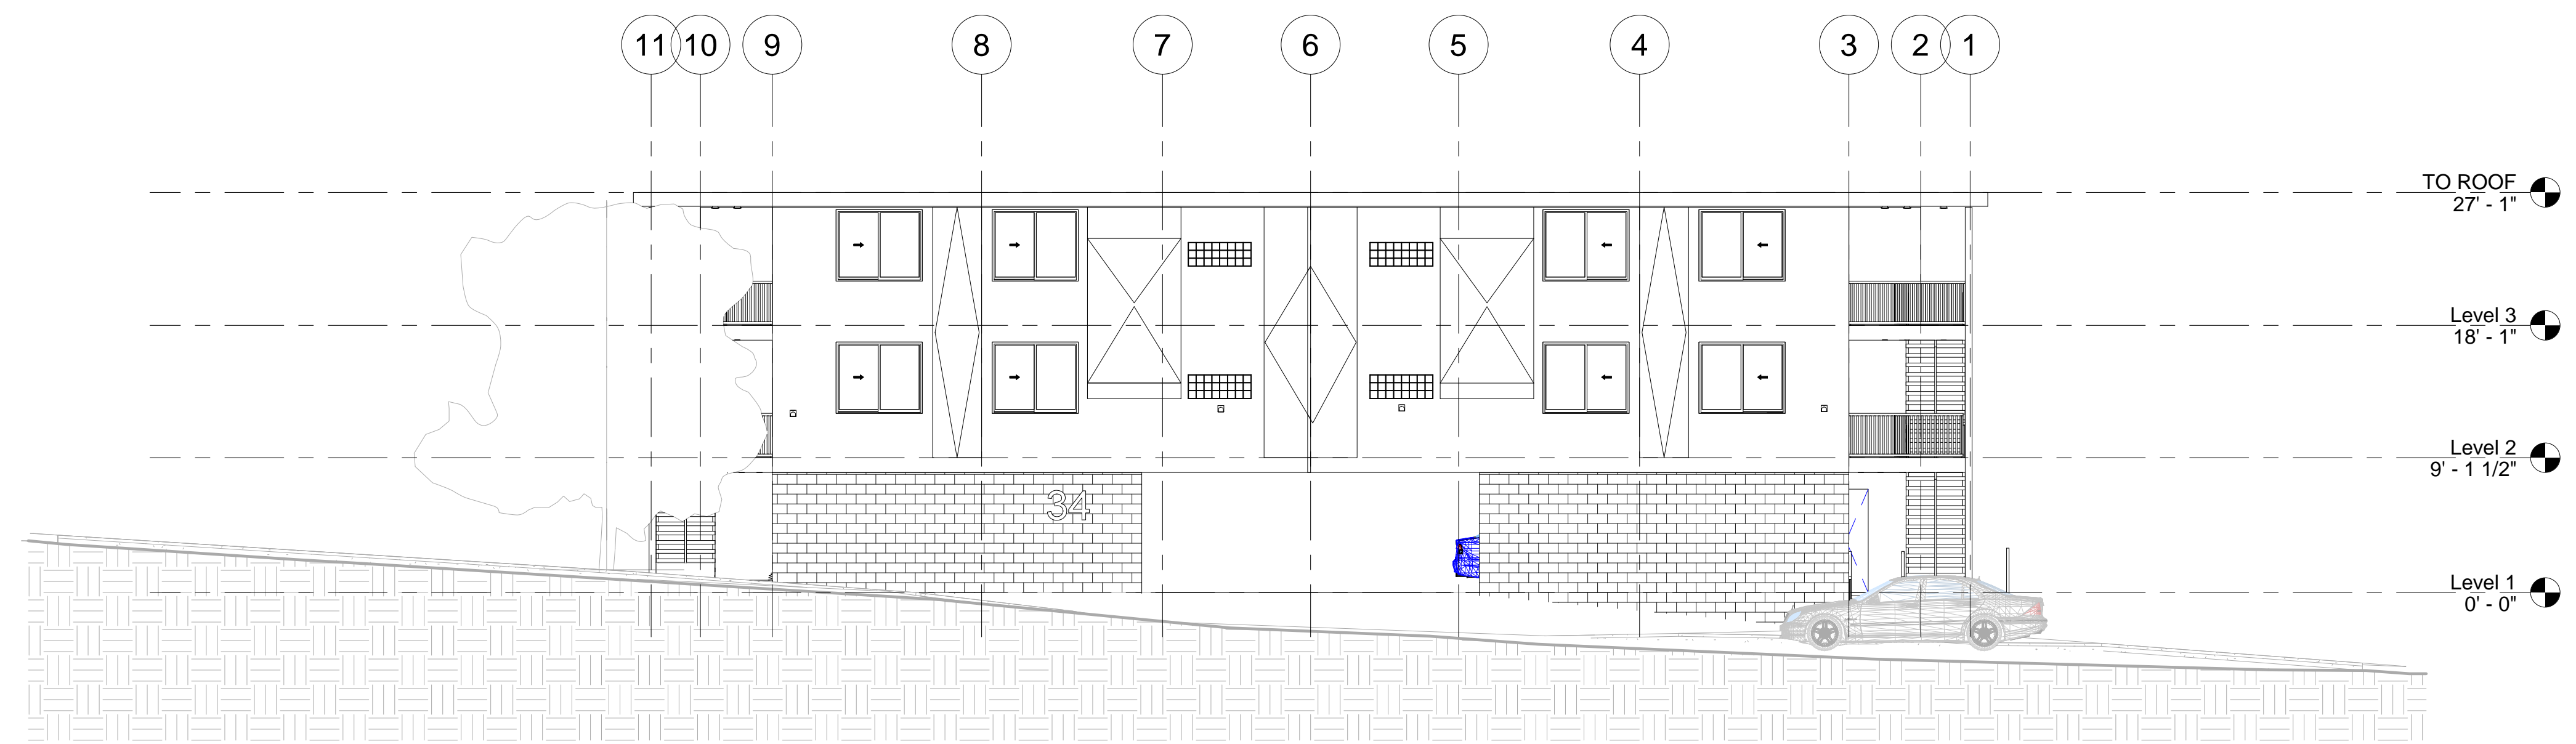 11 10 9 8 7 6 5 4 3 2 1
TO ROOF
27' - 1"
Level 3
18' - 1"
Level 2
9' - 1 1/2"
34
Level 1
0' - 0"